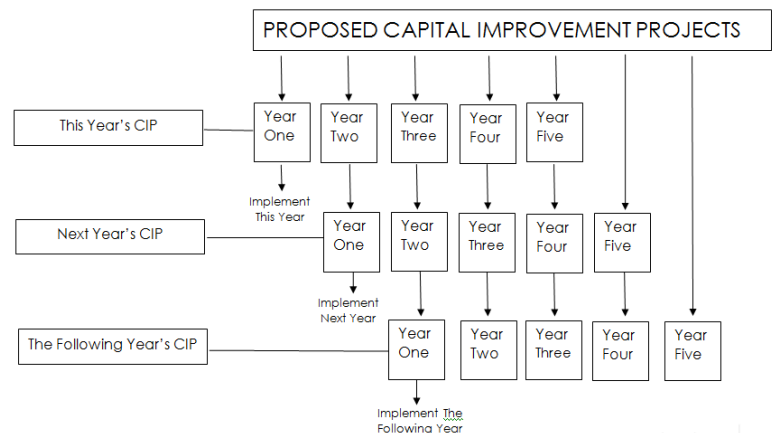 PROPOSED CAPITAL IMPROVEMENT PROJECTS
This Year's CIP
Year
One
Year
Two
Year
Three
Year
Four
Year
Five
Implement
This Year
Next Year's CIP
Year
One
Year
Two
Year
Three
Year
Four
Year
Five
Implement
Next Year
The Following Year's CIP
Year
One
Year
Two
Year
Three
Year
Four
Year
Five
Implement The
Following Year